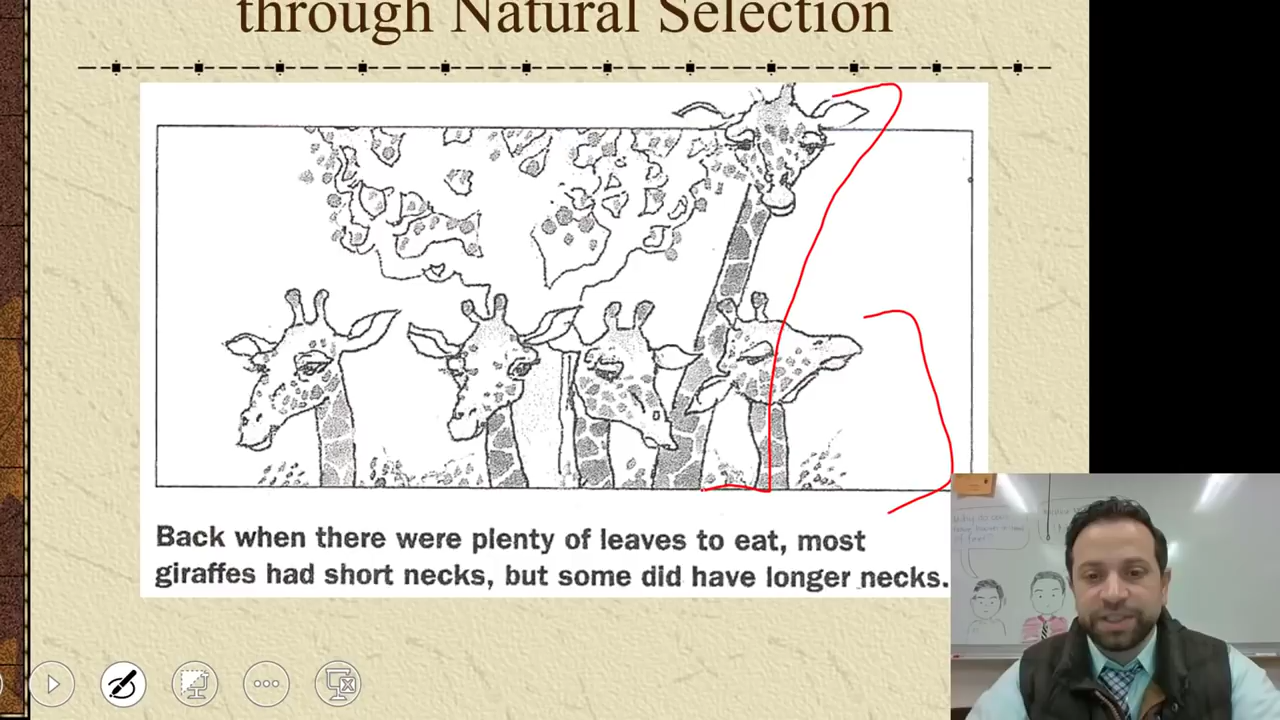 through Natural Selection
Back when there were plenty of leaves to eat, most
giraffes had short necks, but some did have longer necks.